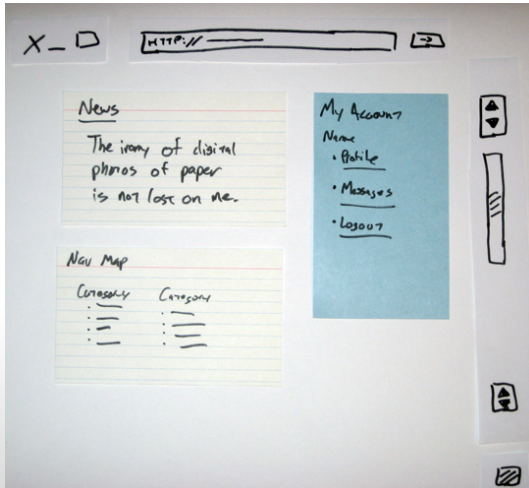 X _ D
HTTP://
News
The irony of digital
photos of paper
is not lost on me.
My Account
Name
• Profile
• Messages
• Logout
Nav Map
Category Category